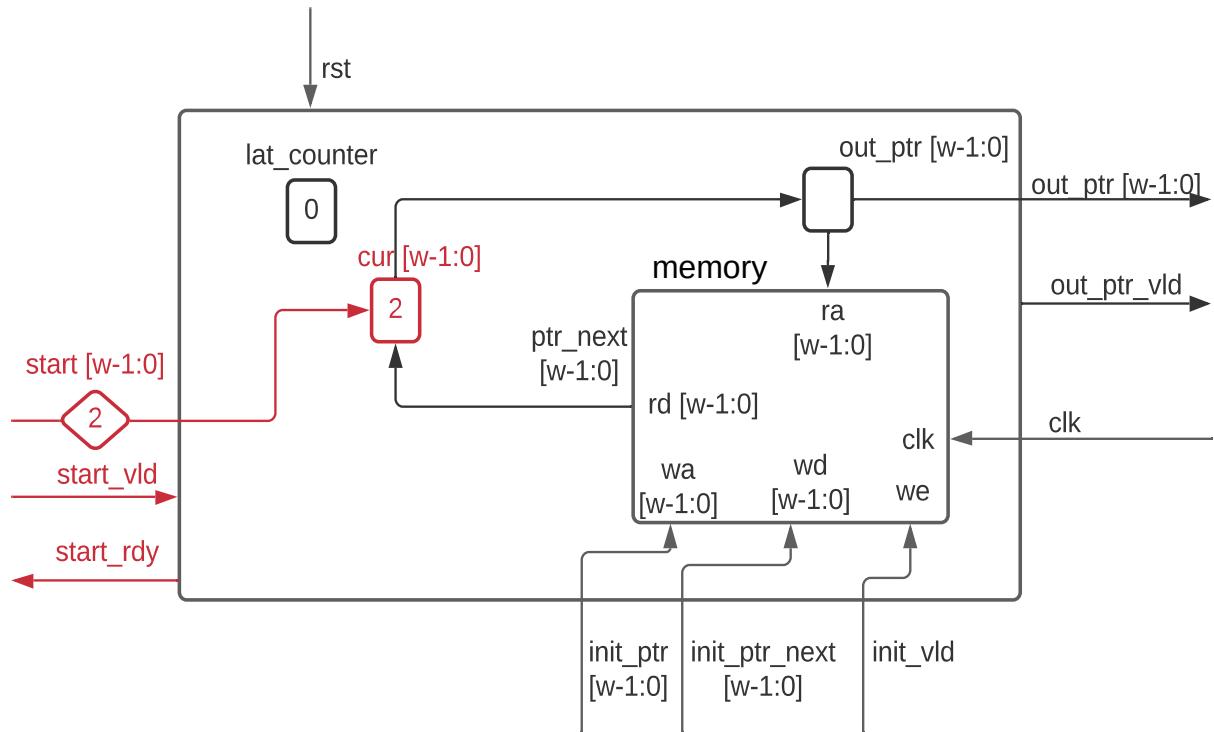 rst
lat_counter
0
out_ptr [w-1:0]
out_ptr [w-1:0]
cur [w-1:0]
2
memory
out_ptr_vld
ra
[w-1:0]
ptr_next
[w-1:0]
start [w-1:0]
2
rd [w-1:0]
clk
clk
start_vld
wa
[w-1:0]
wd
[w-1:0]
we
start_rdy
init_ptr
[w-1:0]
init_ptr_next
[w-1:0]
init_vld